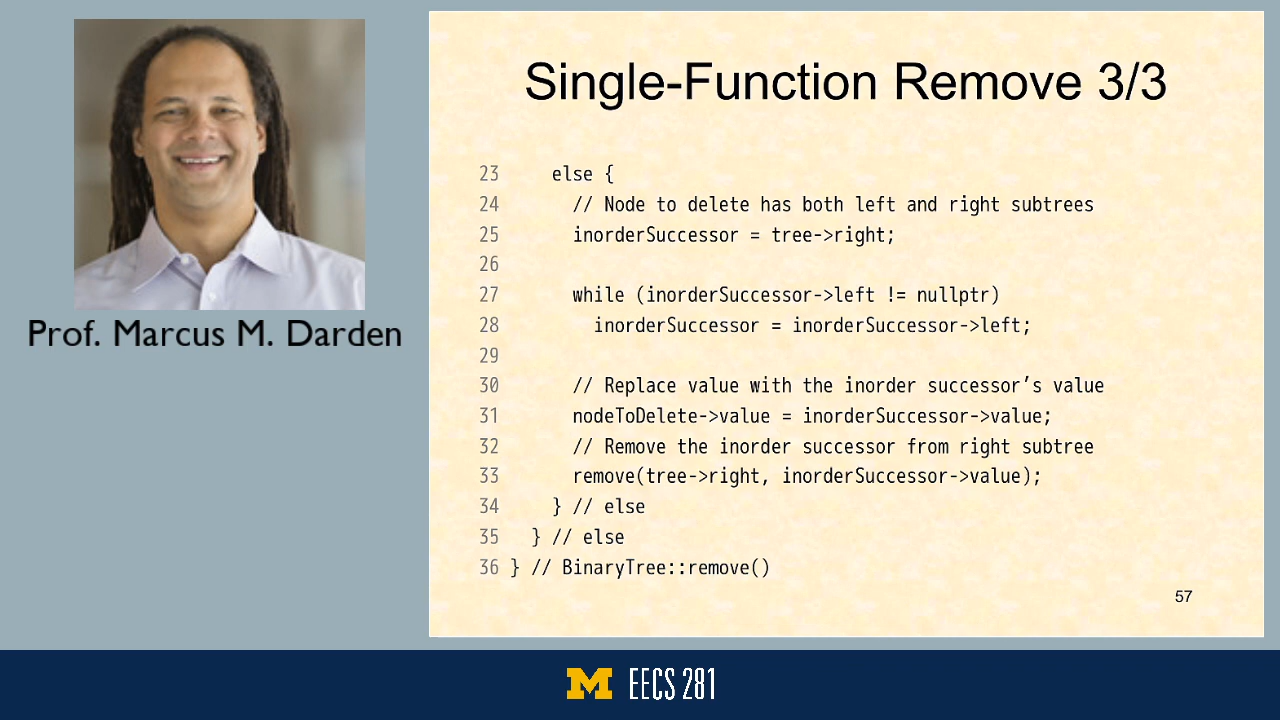 Prof. Marcus M. Darden
Single-Function Remove 3/3
23 else {
24 // Node to delete has both left and right subtrees
25 inorderSuccessor = tree->right;
26
27 while (inorderSuccessor->left != nullptr)
28 inorderSuccessor = inorderSuccessor->left;
29
30 // Replace value with the inorder successor’s value
31 nodeToDelete->value = inorderSuccessor->value;
32 // Remove the inorder successor from right subtree
33 remove(tree->right, inorderSuccessor->value);
34 } // else
35 } // else
36 } // BinaryTree::remove()
57
M EECS 281